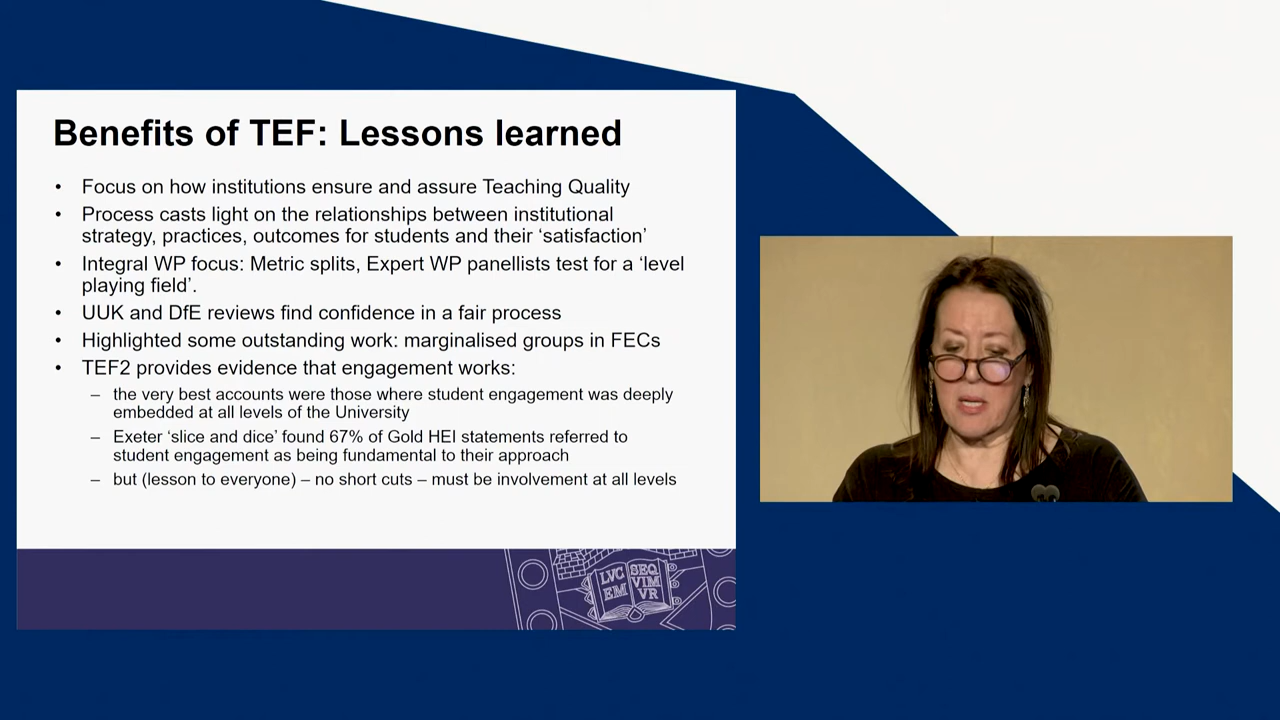 Benefits of TEF: Lessons learned
• Focus on how institutions ensure and assure Teaching Quality
• Process casts light on the relationships between institutional
strategy, practices, outcomes for students and their ‘satisfaction’
• Integral WP focus: Metric splits, Expert WP panellists test for a ‘level
playing field’.
• UUK and DfE reviews find confidence in a fair process
• Highlighted some outstanding work: marginalised groups in FECs
• TEF2 provides evidence that engagement works:
– the very best accounts were those where student engagement was deeply
embedded at all levels of the University
– Exeter ‘slice and dice’ found 67% of Gold HEI statements referred to
student engagement as being fundamental to their approach
– but (lesson to everyone) – no short cuts – must be involvement at all levels
LVC
EM
SEQ
VIM
VR